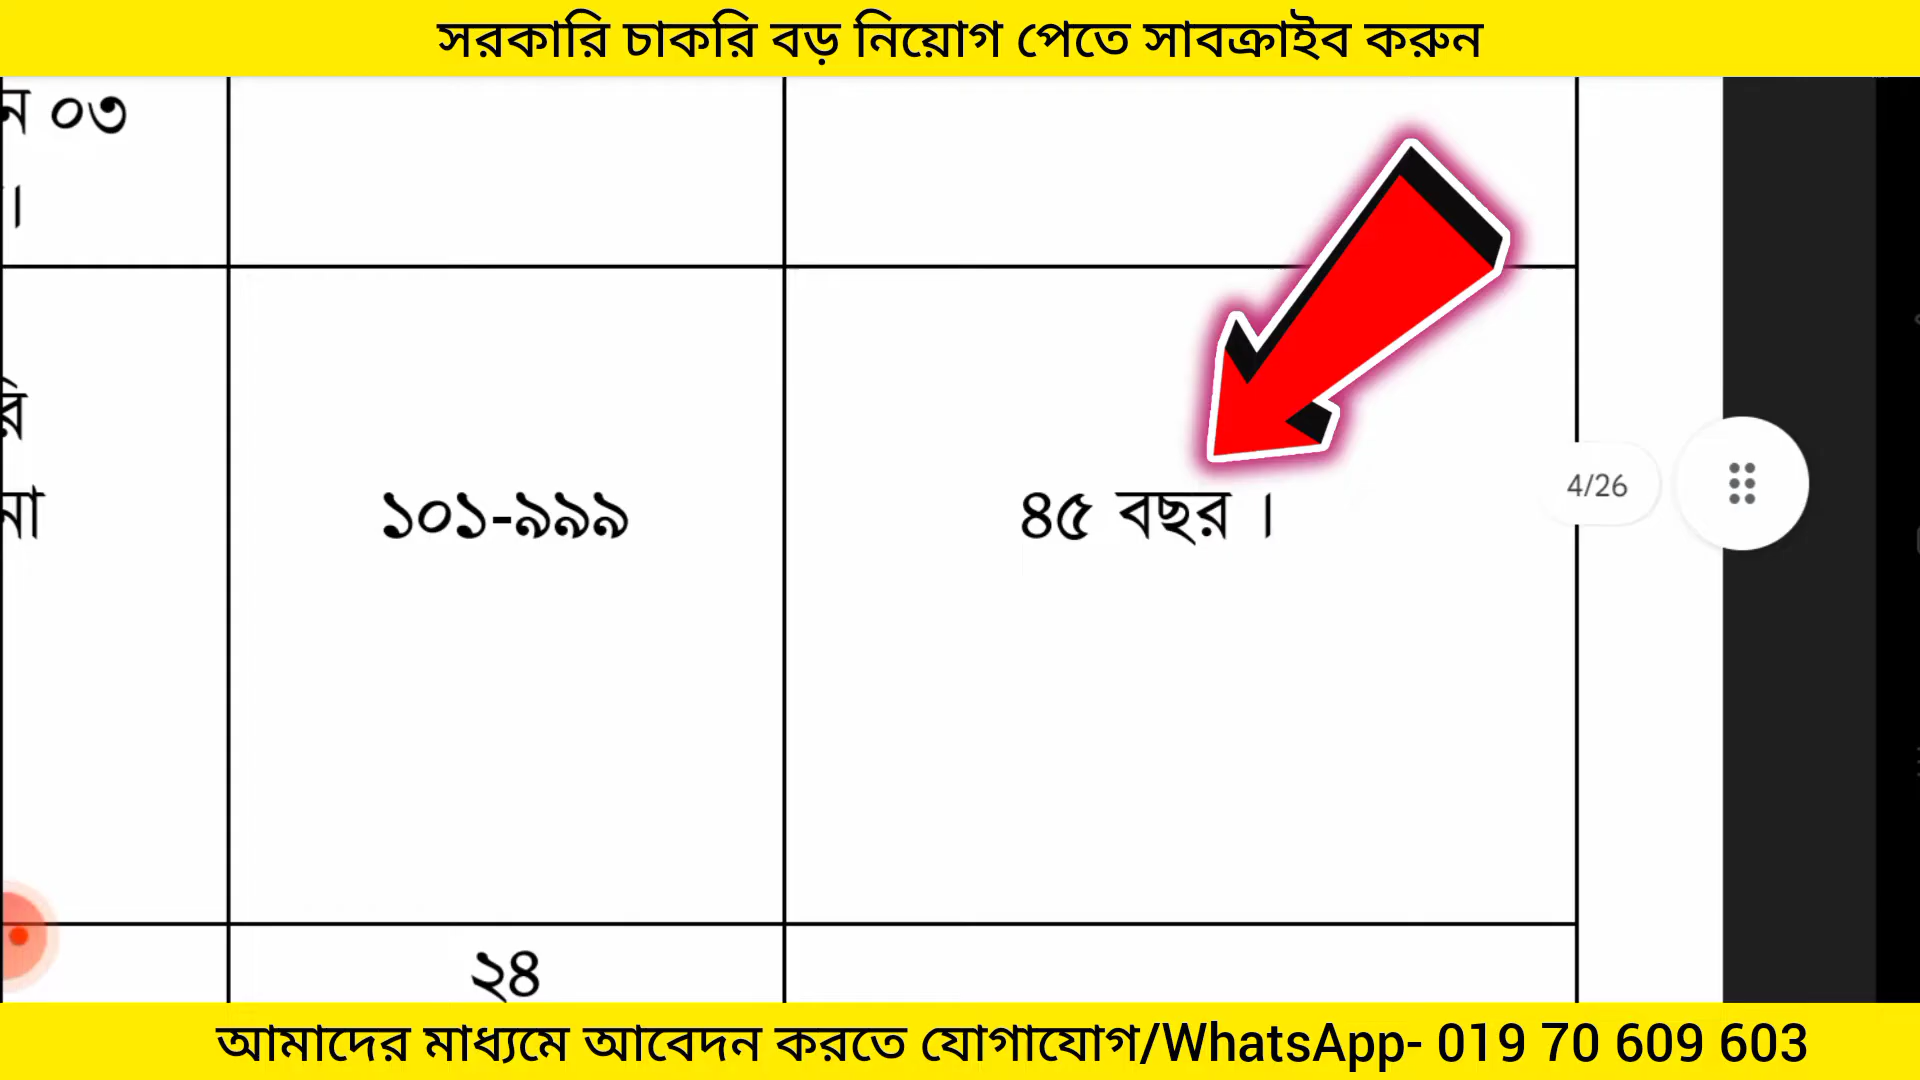 সরকারি চাকরি বড় নিয়োগ পেতে সাবক্রাইব করুন
ন ০৩
।
রি
না
১০১-৯৯৯
৪৫ বছর ।
4/26
২৪
আমাদের মাধ্যমে আবেদন করতে যোগাযোগ/WhatsApp- 019 70 609 603